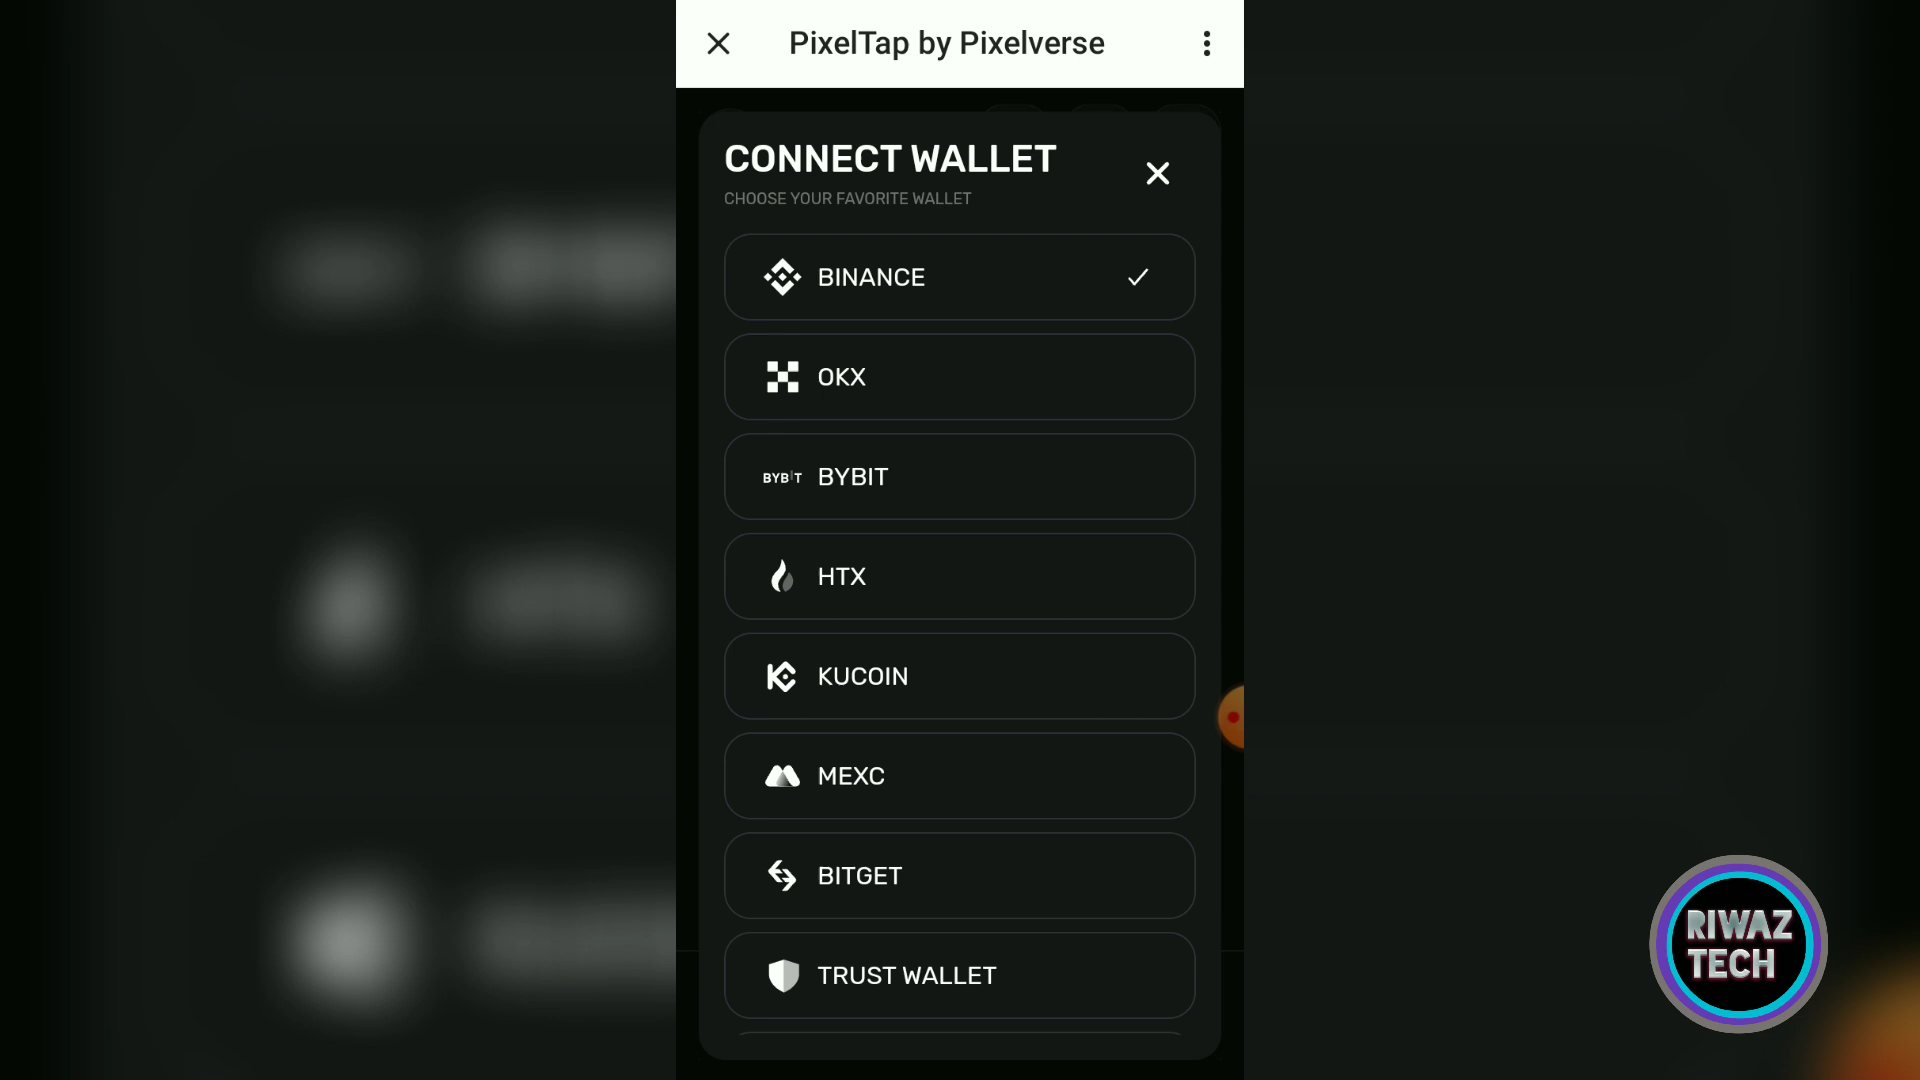 PixelTap by Pixelverse
CONNECT WALLET
CHOOSE YOUR FAVORITE WALLET
BINANCE
OKX
BYBIT BYBIT
HTX
KUCOIN
MEXC
BITGET
TRUST WALLET
RIWAZ
TECH